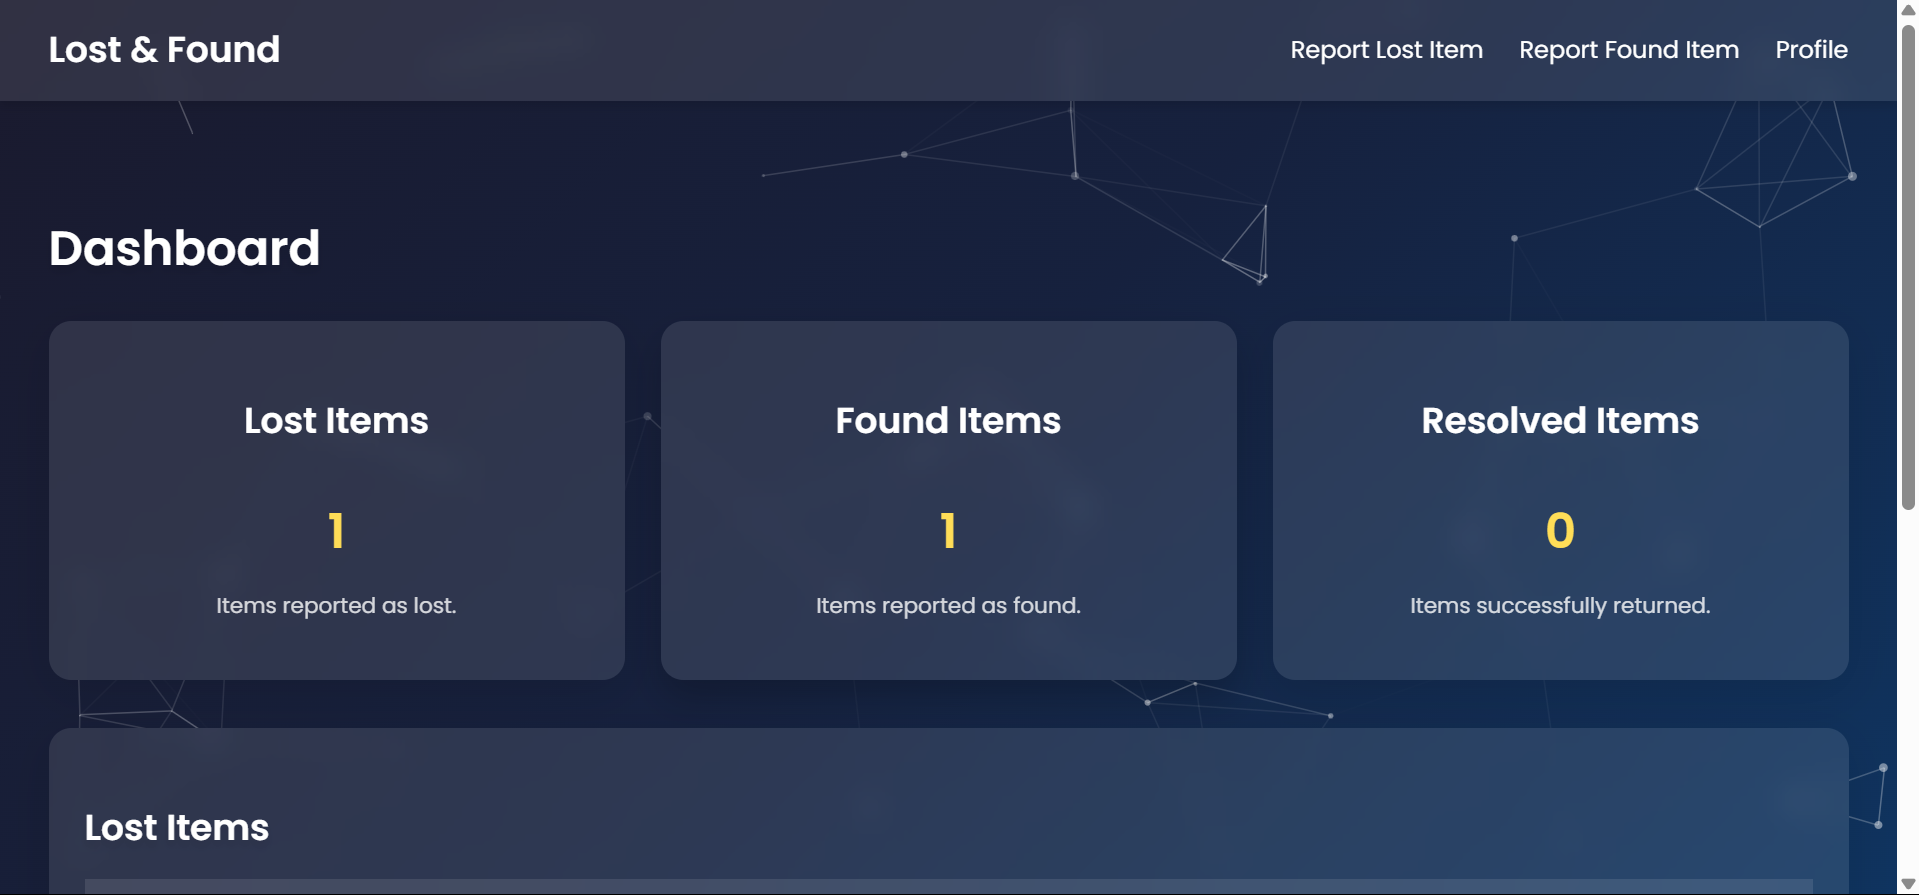 Lost & Found
Report Lost Item
Report Found Item
Profile
Dashboard
Lost Items
1
Items reported as lost.
Found Items
1
Items reported as found.
Resolved Items
0
Items successfully returned.
Lost Items